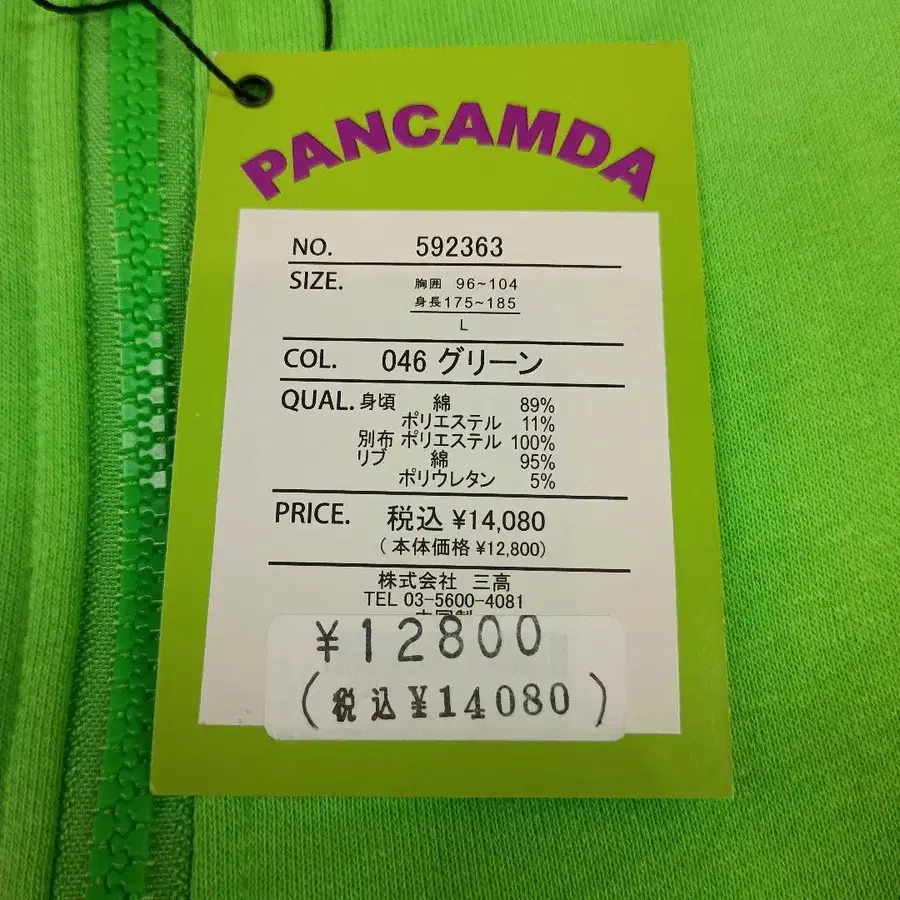 PANCAMDA
NO. 592363
SIZE. 胸囲 96~104
身長175~185
L
COL. 046 グリーン
QUAL. 身頃 綿 89%
ポリエステル 11%
別布 ポリエステル 100%
リブ 綿 95%
ポリウレタン 5%
PRICE. 税込 ¥14,080
(本体価格 ¥12,800)
株式会社 三高
TEL 03-5600-4081
¥12800
(税込¥14080)